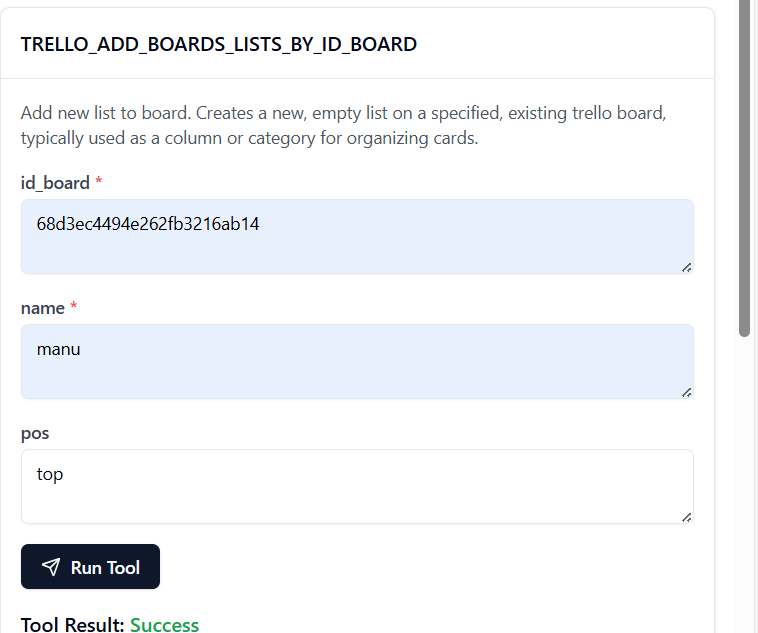 TRELLO_ADD_BOARDS_LISTS_BY_ID_BOARD
Add new list to board. Creates a new, empty list on a specified, existing trello board,
typically used as a column or category for organizing cards.
id_board *
68d3ec4494e262fb3216ab14
name *
manu
pos
top
Run Tool
Tool Result: Success